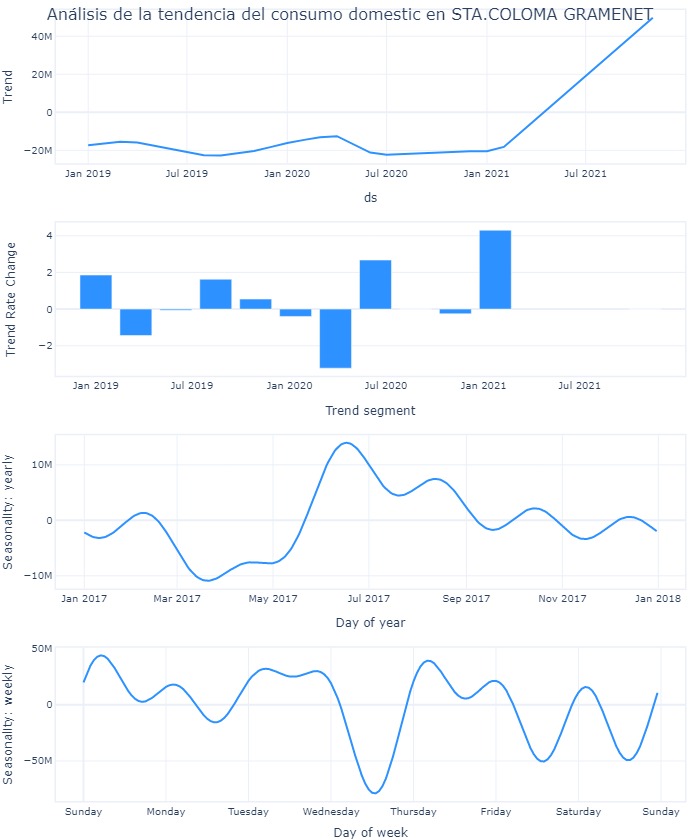 Análisis de la tendencia del consumo domestic en STA.COLOMA GRAMENET
40M
20M
0
−20M
Trend
Jan 2019 Jul 2019 Jan 2020 Jul 2020 Jan 2021 Jul 2021
ds
4
2
0
−2
Trend Rate Change
Jan 2019 Jul 2019 Jan 2020 Jul 2020 Jan 2021 Jul 2021
Trend segment
10M
0
−10M
Seasonality: yearly
Jan 2017 Mar 2017 May 2017 Jul 2017 Sep 2017 Nov 2017 Jan 2018
Day of year
50M
0
−50M
Seasonality: weekly
Sunday Monday Tuesday Wednesday Thursday Friday Saturday Sunday
Day of week